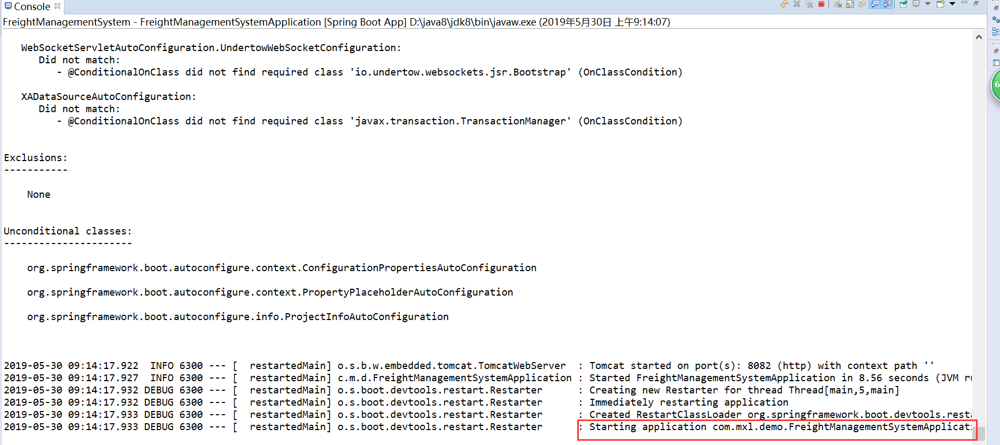 Console
FreightManagementSystem - FreightManagementSystemApplication [Spring Boot App] D:\java8\jdk8\bin\javaw.exe (2019年5月30日 上午9:14:07)
WebSocketServletAutoConfiguration.UndertowWebSocketConfiguration:
Did not match:
- @ConditionalOnClass did not find required class 'io.undertow.websockets.jsr.Bootstrap' (OnClassCondition)
XADataSourceAutoConfiguration:
Did not match:
- @ConditionalOnClass did not find required class 'javax.transaction.TransactionManager' (OnClassCondition)
Exclusions:
-----------
None
Unconditional classes:
----------------------
org.springframework.boot.autoconfigure.context.ConfigurationPropertiesAutoConfiguration
org.springframework.boot.autoconfigure.context.PropertyPlaceholderAutoConfiguration
org.springframework.boot.autoconfigure.info.ProjectInfoAutoConfiguration
2019-05-30 09:14:17.922  INFO 6300 --- [  restartedMain] o.s.b.w.embedded.tomcat.TomcatWebServer  : Tomcat started on port(s): 8082 (http) with context path ''
2019-05-30 09:14:17.927  INFO 6300 --- [  restartedMain] c.m.d.FreightManagementSystemApplication : Started FreightManagementSystemApplication in 8.56 seconds (JVM ru
2019-05-30 09:14:17.932 DEBUG 6300 --- [  restartedMain] o.s.boot.devtools.restart.Restarter      : Creating new Restarter for thread Thread[main,5,main]
2019-05-30 09:14:17.932 DEBUG 6300 --- [  restartedMain] o.s.boot.devtools.restart.Restarter      : Immediately restarting application
2019-05-30 09:14:17.933 DEBUG 6300 --- [  restartedMain] o.s.boot.devtools.restart.Restarter      : Created RestartClassLoader org.springframework.boot.devtools.resta
2019-05-30 09:14:17.933 DEBUG 6300 --- [  restartedMain] o.s.boot.devtools.restart.Restarter      : Starting application com.mxl.demo.FreightManagementSystemApplicati